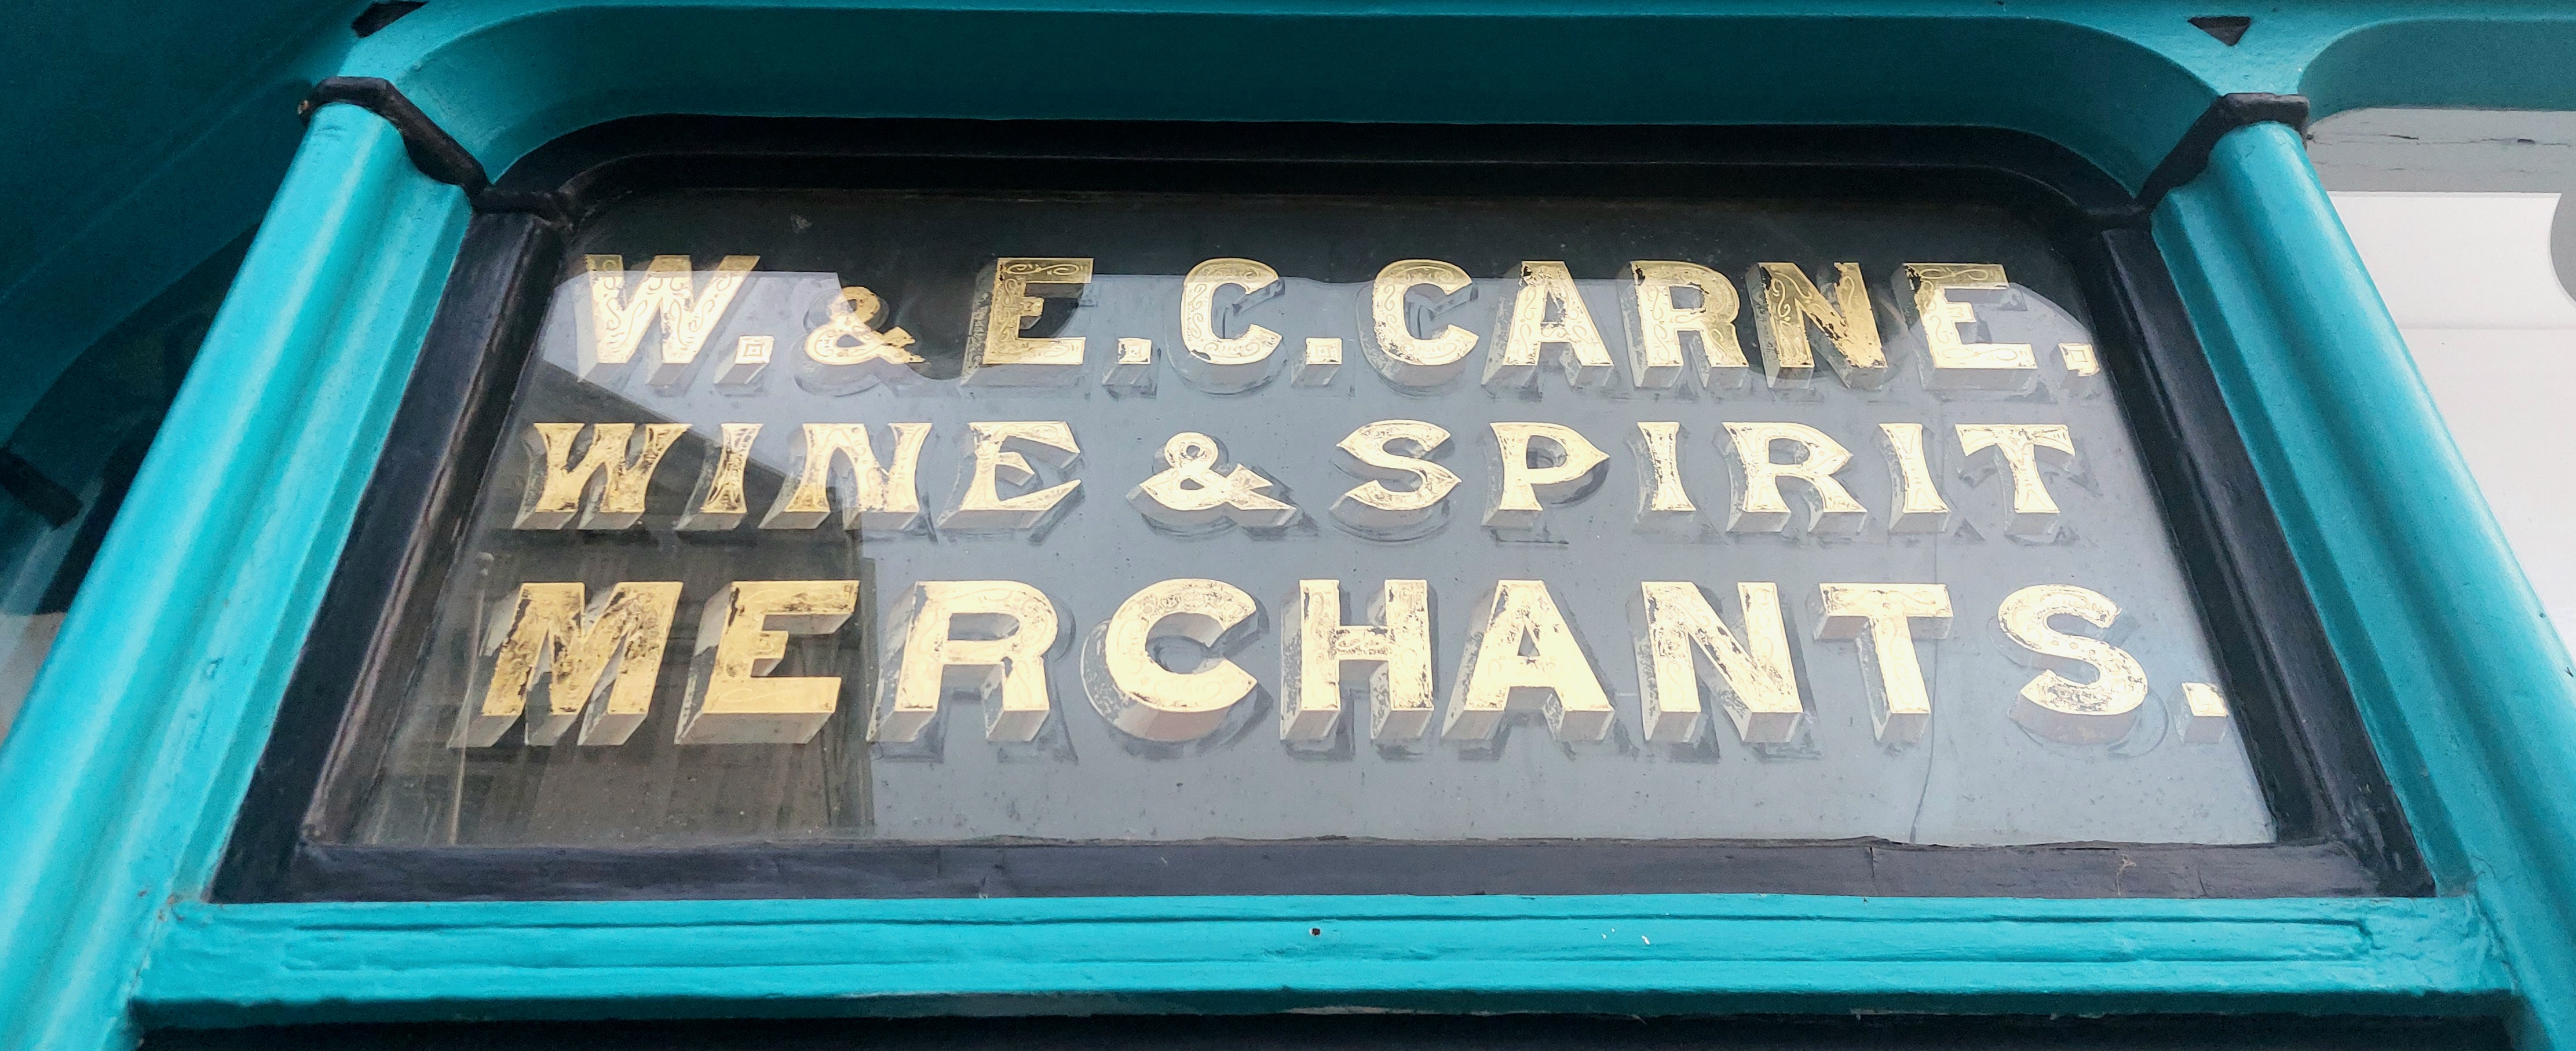 W. & E. C. CARNE,
WINE & SPIRIT
MERCHANTS.